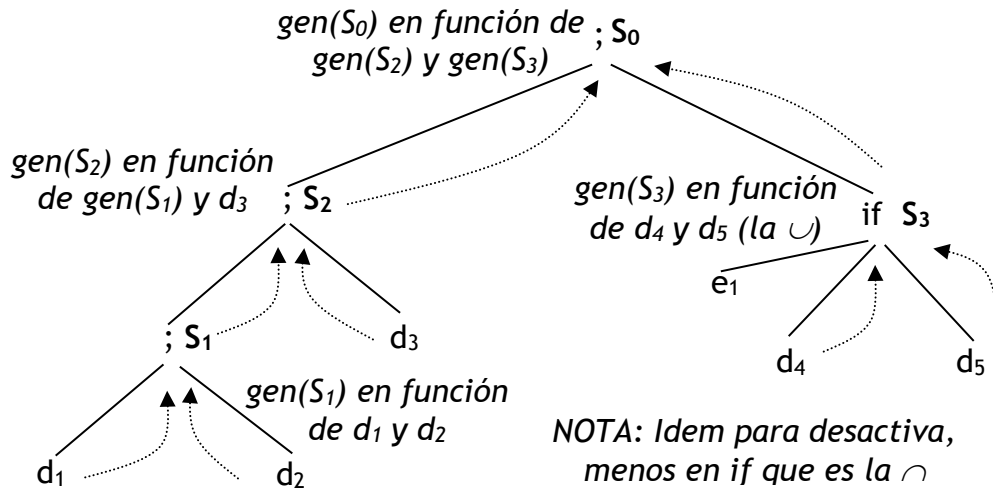 gen(S₀) en función de
gen(S₂) y gen(S₃)
; S₀
gen(S₂) en función
de gen(S₁) y d₃
; S₂
gen(S₃) en función
de d₄ y d₅ (la ∪)
if S₃
e₁
; S₁
d₃
d₄
d₅
gen(S₁) en función
de d₁ y d₂
d₁
d₂
NOTA: Idem para desactiva,
menos en if que es la ∩